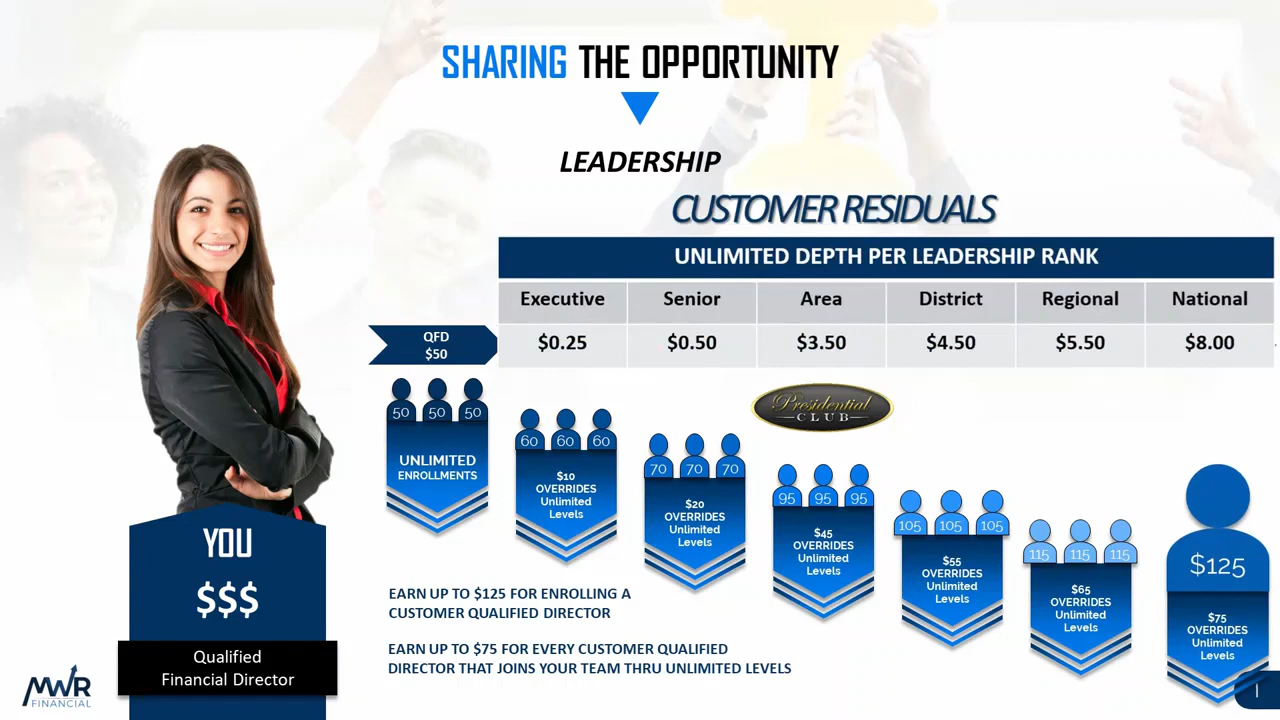 SHARING THE OPPORTUNITY
LEADERSHIP
CUSTOMER RESIDUALS
UNLIMITED DEPTH PER LEADERSHIP RANK
Executive Senior Area District Regional National
QFD
$50
$0.25 $0.50 $3.50 $4.50 $5.50 $8.00
Presidential
CLUB
50 50 50
UNLIMITED
ENROLLMENTS
60 60 60
$10
OVERRIDES
Unlimited
Levels
70 70 70
$20
OVERRIDES
Unlimited
Levels
95 95 95
$45
OVERRIDES
Unlimited
Levels
105 105 105
$55
OVERRIDES
Unlimited
Levels
115 115 115
$65
OVERRIDES
Unlimited
Levels
$125
$75
OVERRIDES
Unlimited
Levels
YOU
$$$
Qualified
Financial Director
EARN UP TO $125 FOR ENROLLING A
CUSTOMER QUALIFIED DIRECTOR
EARN UP TO $75 FOR EVERY CUSTOMER QUALIFIED
DIRECTOR THAT JOINS YOUR TEAM THRU UNLIMITED LEVELS
MWR
FINANCIAL